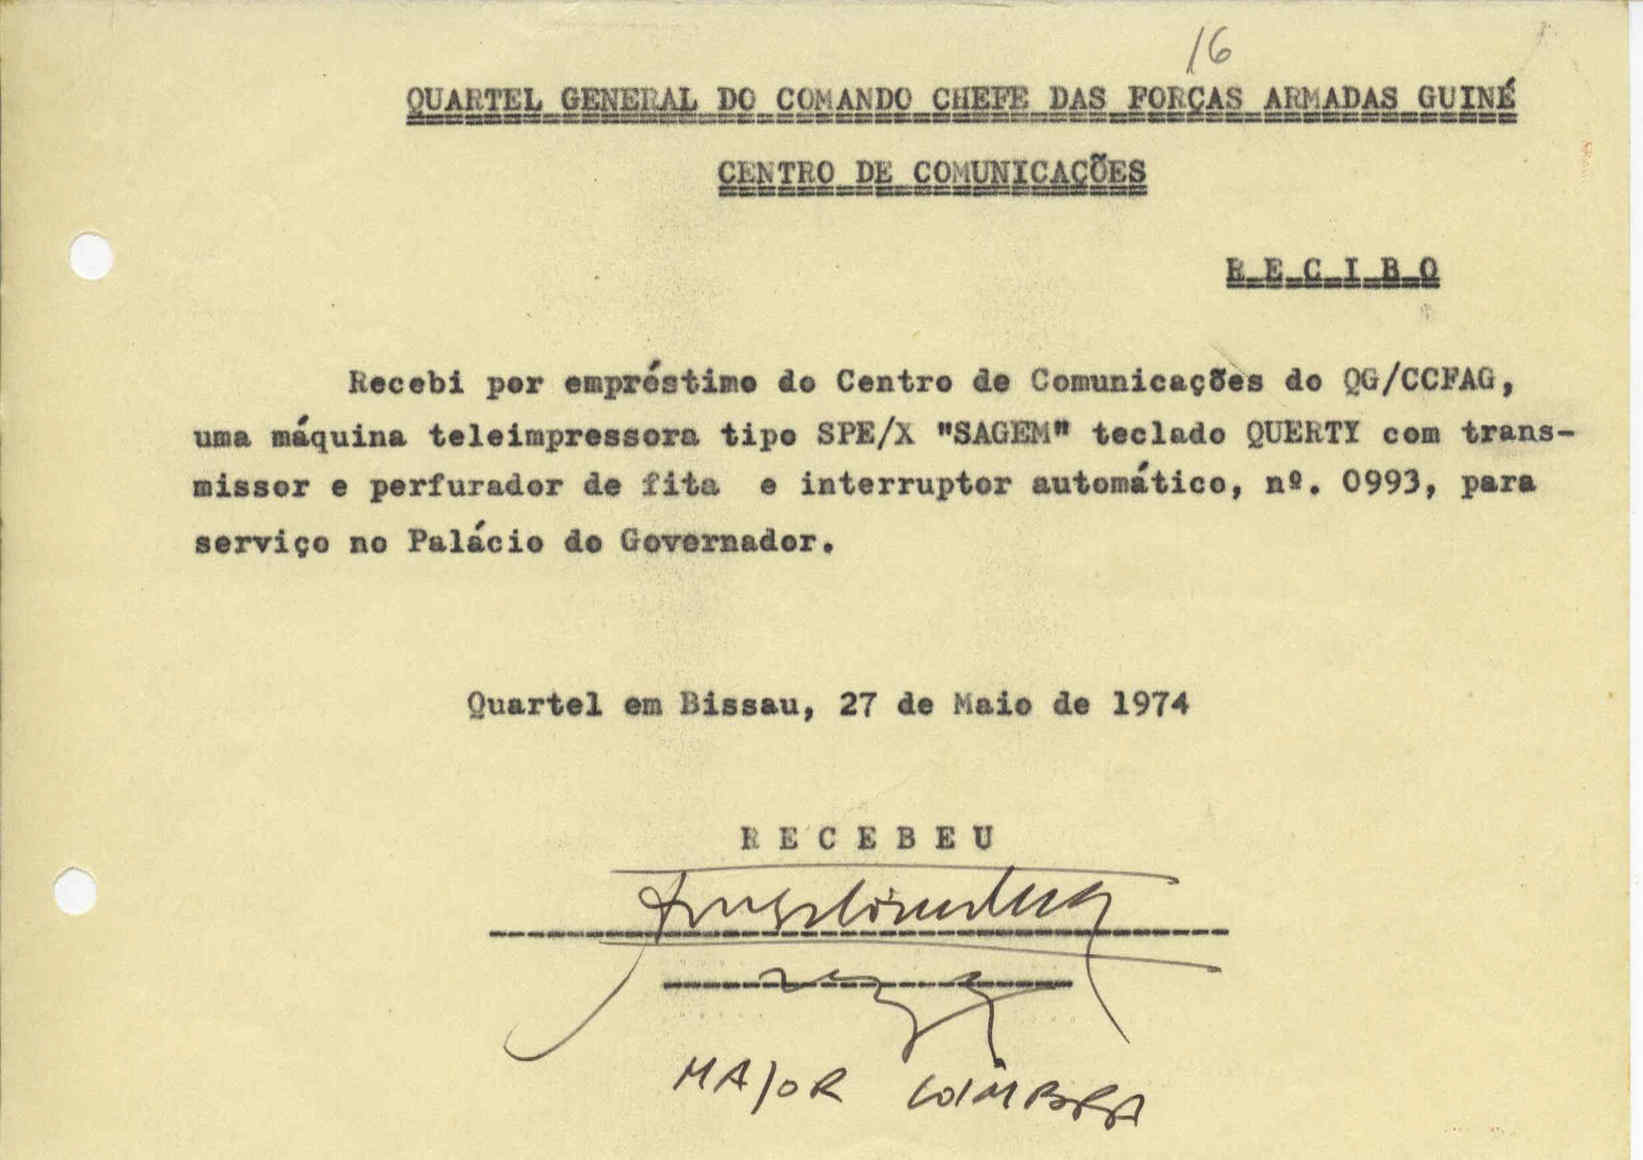 16
QUARTEL GENERAL DO COMANDO CHEFE DAS FORÇAS ARMADAS GUINÉ
CENTRO DE COMUNICAÇÕES
R E C I B O
Recebi por empréstimo do Centro de Comunicações do QG/CCFAG,
uma máquina teleimpressora tipo SPE/X "SAGEM" teclado QUERTY com trans-
missor e perfurador de fita e interruptor automático, nº. 0993, para
serviço no Palácio do Governador.
Quartel em Bissau, 27 de Maio de 1974
R E C E B E U
MAJOR COIMBRA